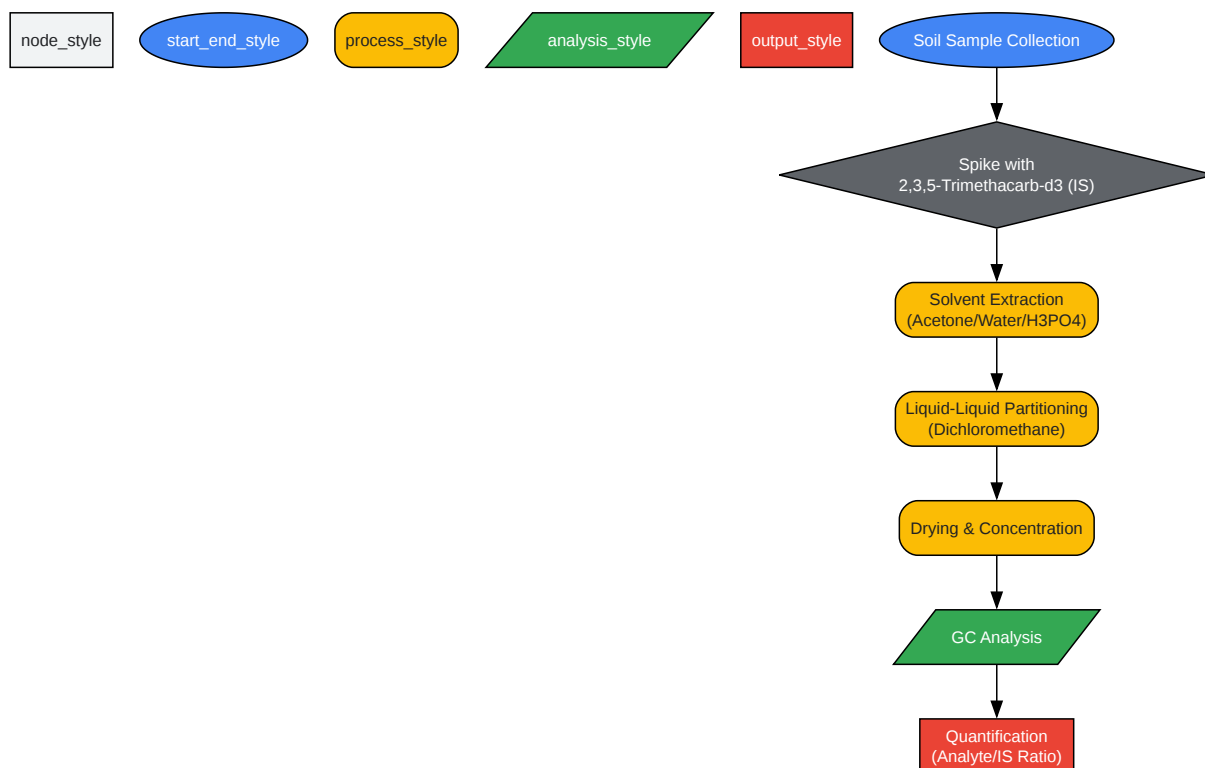 node_style
start_end_style
process_style
analysis_style
output_style
Soil Sample Collection
Spike with
2,3,5-Trimethacarb-d3 (IS)
Solvent Extraction
(Acetone/Water/H3PO4)
Liquid-Liquid Partitioning
(Dichloromethane)
Drying & Concentration
GC Analysis
Quantification
(Analyte/IS Ratio)